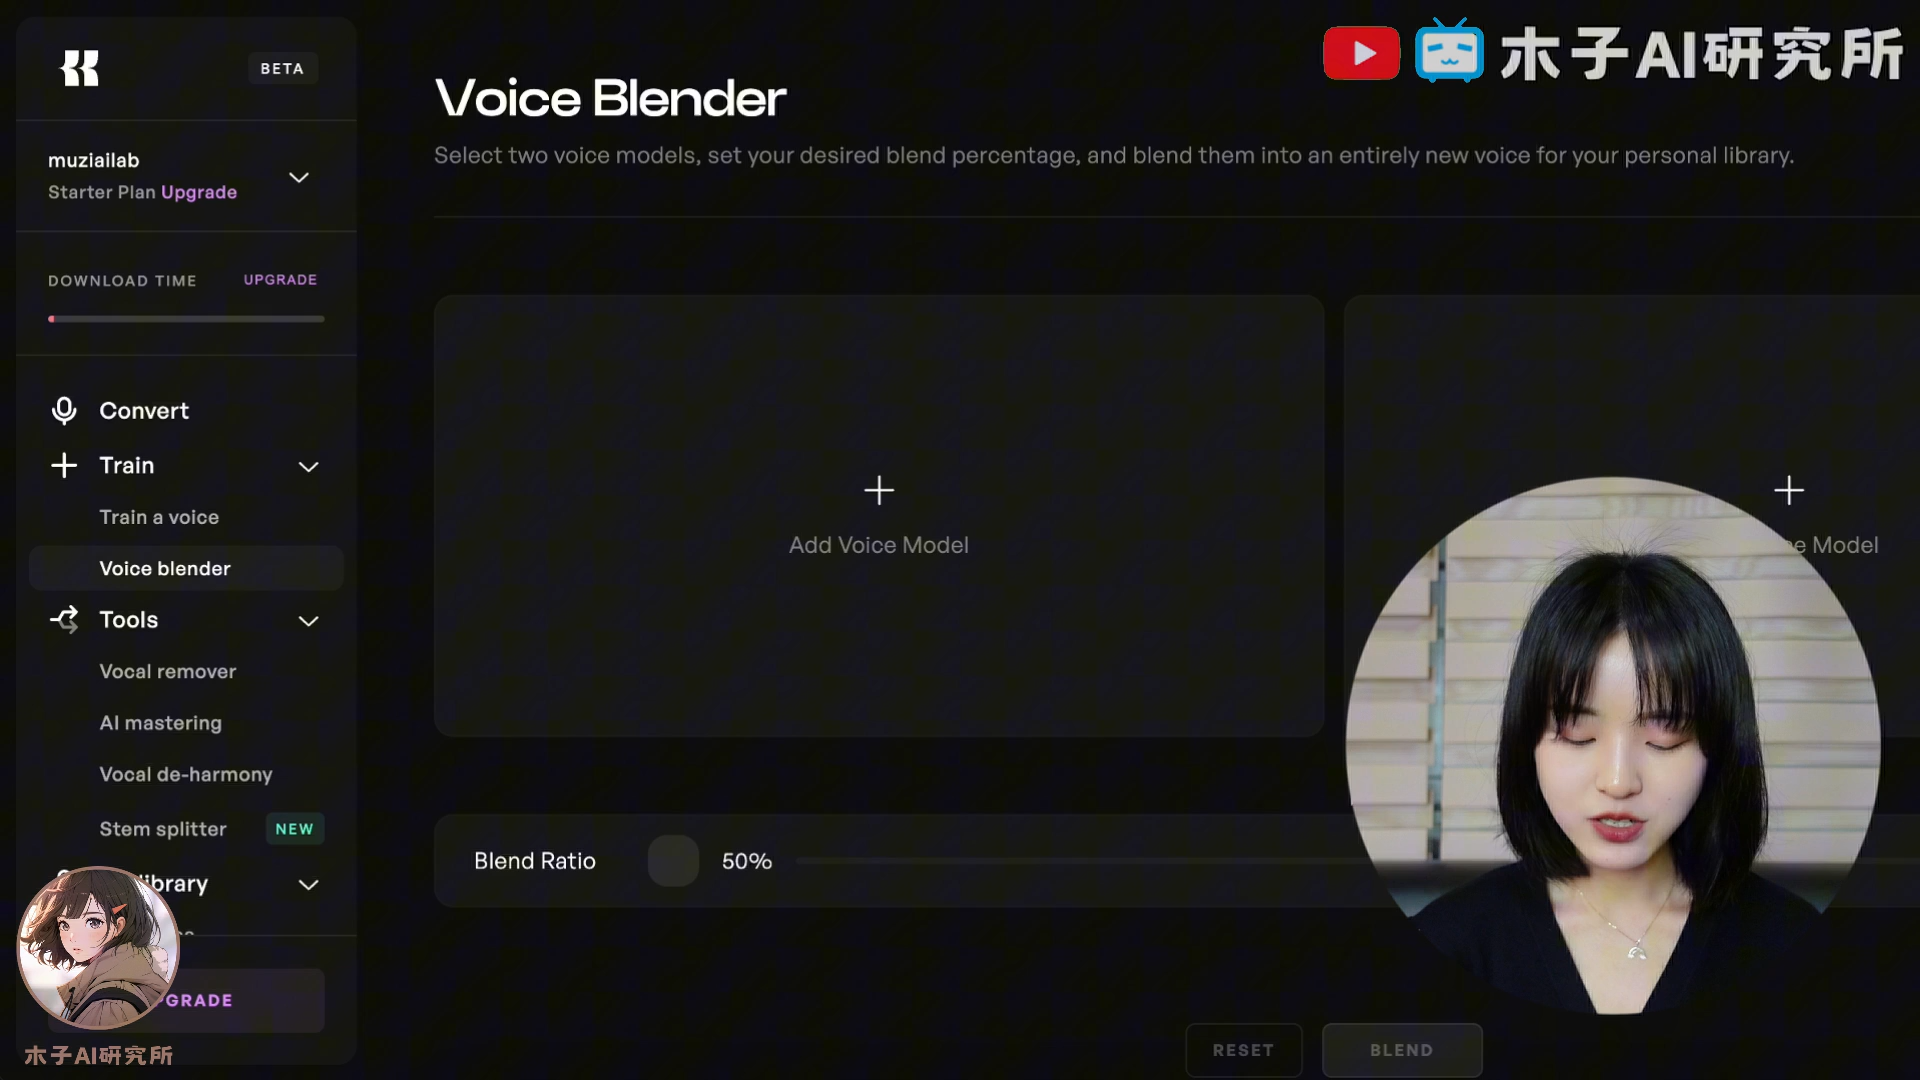 BETA
muziailab
Starter Plan Upgrade
DOWNLOAD TIME
UPGRADE
Convert
Train
Train a voice
Voice blender
Tools
Vocal remover
AI mastering
Vocal de-harmony
Stem splitter
NEW
木子AI研究所
Voice Blender
Select two voice models, set your desired blend percentage, and blend them into an entirely new voice for your personal library.
Add Voice Model
Model
Blend Ratio
50%
RESET
BLEND
木子AI研究所